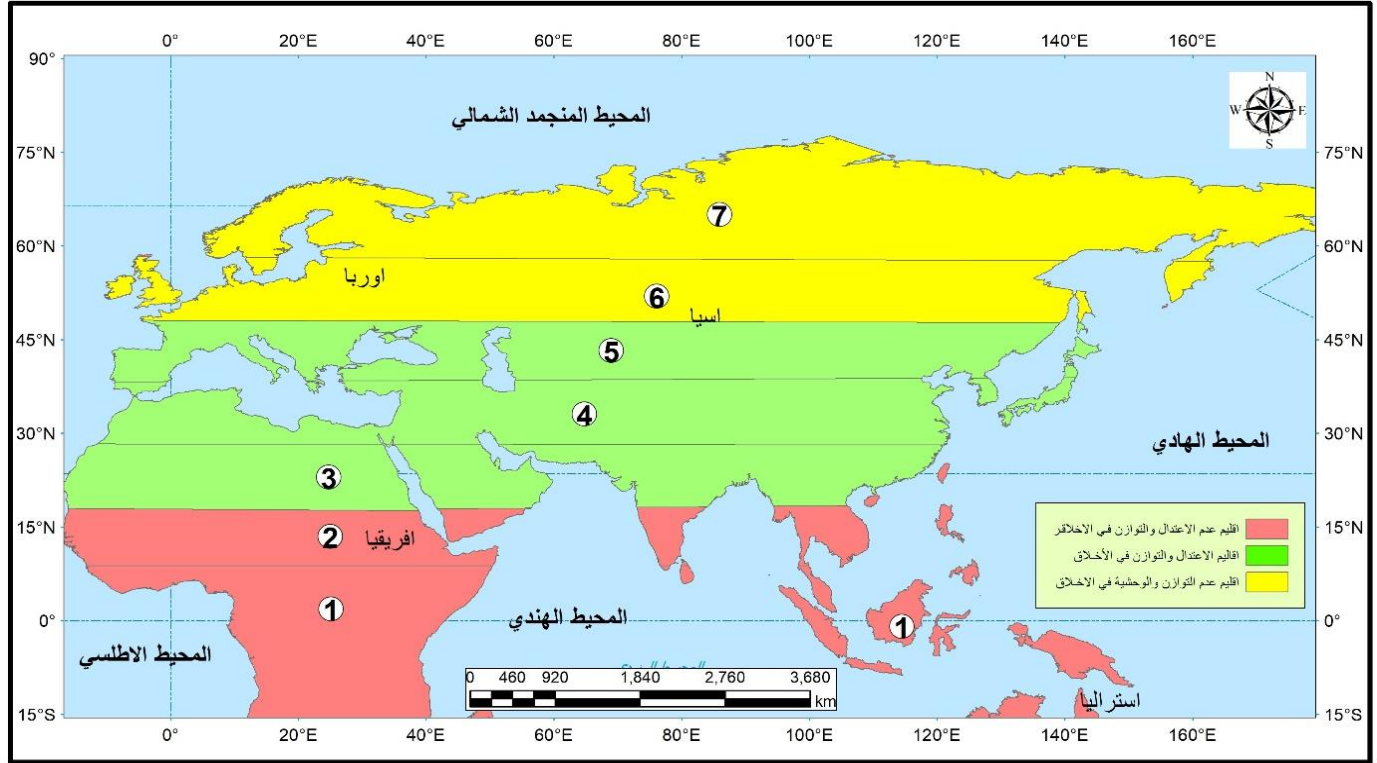 0° 20°E 40°E 60°E 80°E 100°E 120°E 140°E 160°E
90°
N
W E
S
المحيط المنجمد الشمالي
75°N 75°N
7
60°N 60°N
اوربا
6
اسيا
45°N 45°N
5
4
30°N 30°N
المحيط الهادي
3
15°N 15°N
2
افريقيا
اقليم عدم الاعتدال والتوازن في الاخلاقر
اقاليم الاعتدال والتوازن في الأخلاق
اقليم عدم التوازن والوحشية في الاخلاق
1
المحيط الهندي
1
0° 0°
المحيط الاطلسي
0 460 920 1,840 2,760 3,680
km
استراليا
15°S 15°S
0° 20°E 40°E 60°E 80°E 100°E 120°E 140°E 160°E